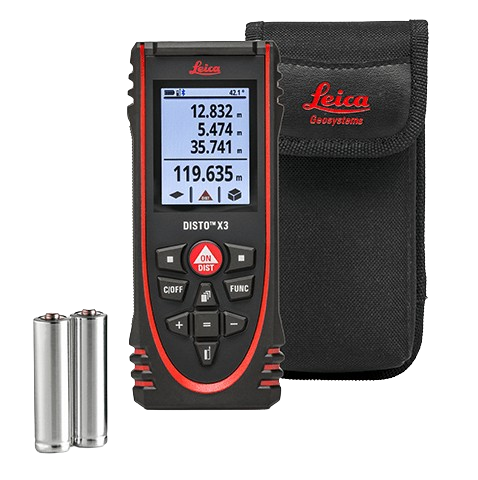 Leica
42.1°
12.832 m
5.474 m
35.741 m
119.635 m
DIST
DISTO™ X3
ON
DIST
C/OFF
FUNC
+
=
−
Leica
Geosystems